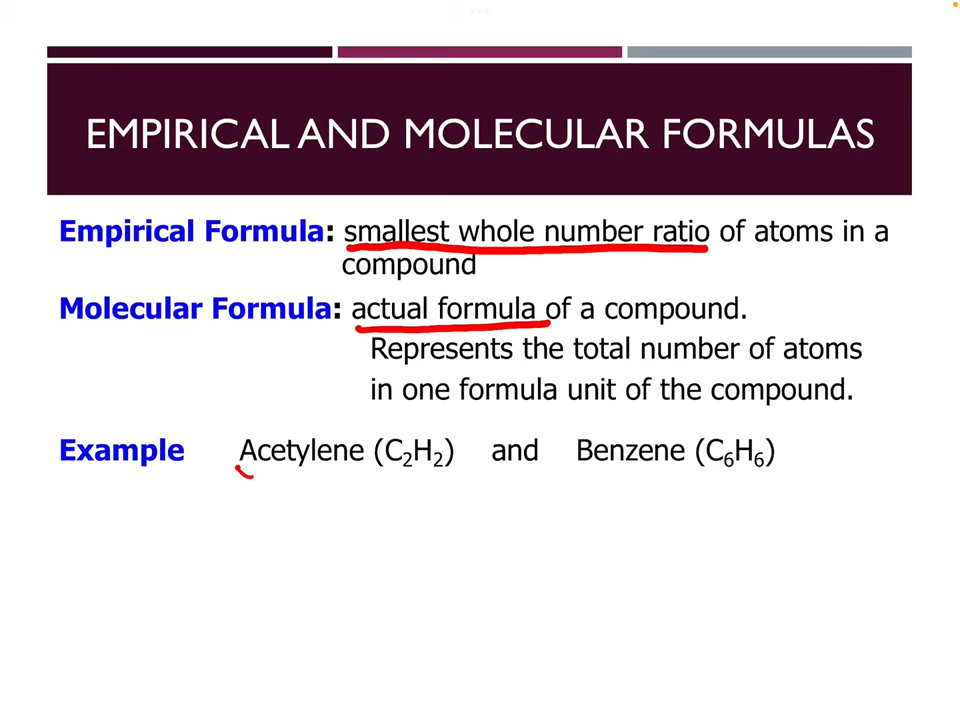 EMPIRICAL AND MOLECULAR FORMULAS
Empirical Formula: smallest whole number ratio of atoms in a
compound
Molecular Formula: actual formula of a compound.
Represents the total number of atoms
in one formula unit of the compound.
Example Acetylene (C₂H₂) and Benzene (C₆H₆)